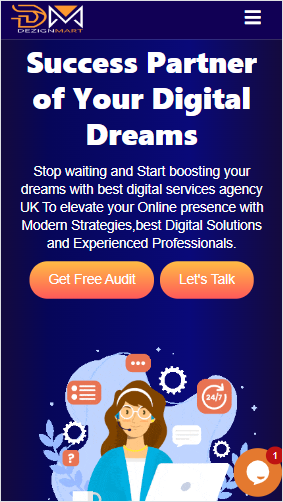 DM
DEZIGNMART
Success Partner
of Your Digital
Dreams
Stop waiting and Start boosting your
dreams with best digital services agency
UK To elevate your Online presence with
Modern Strategies,best Digital Solutions
and Experienced Professionals.
Get Free Audit
Let's Talk
24/7
?
1